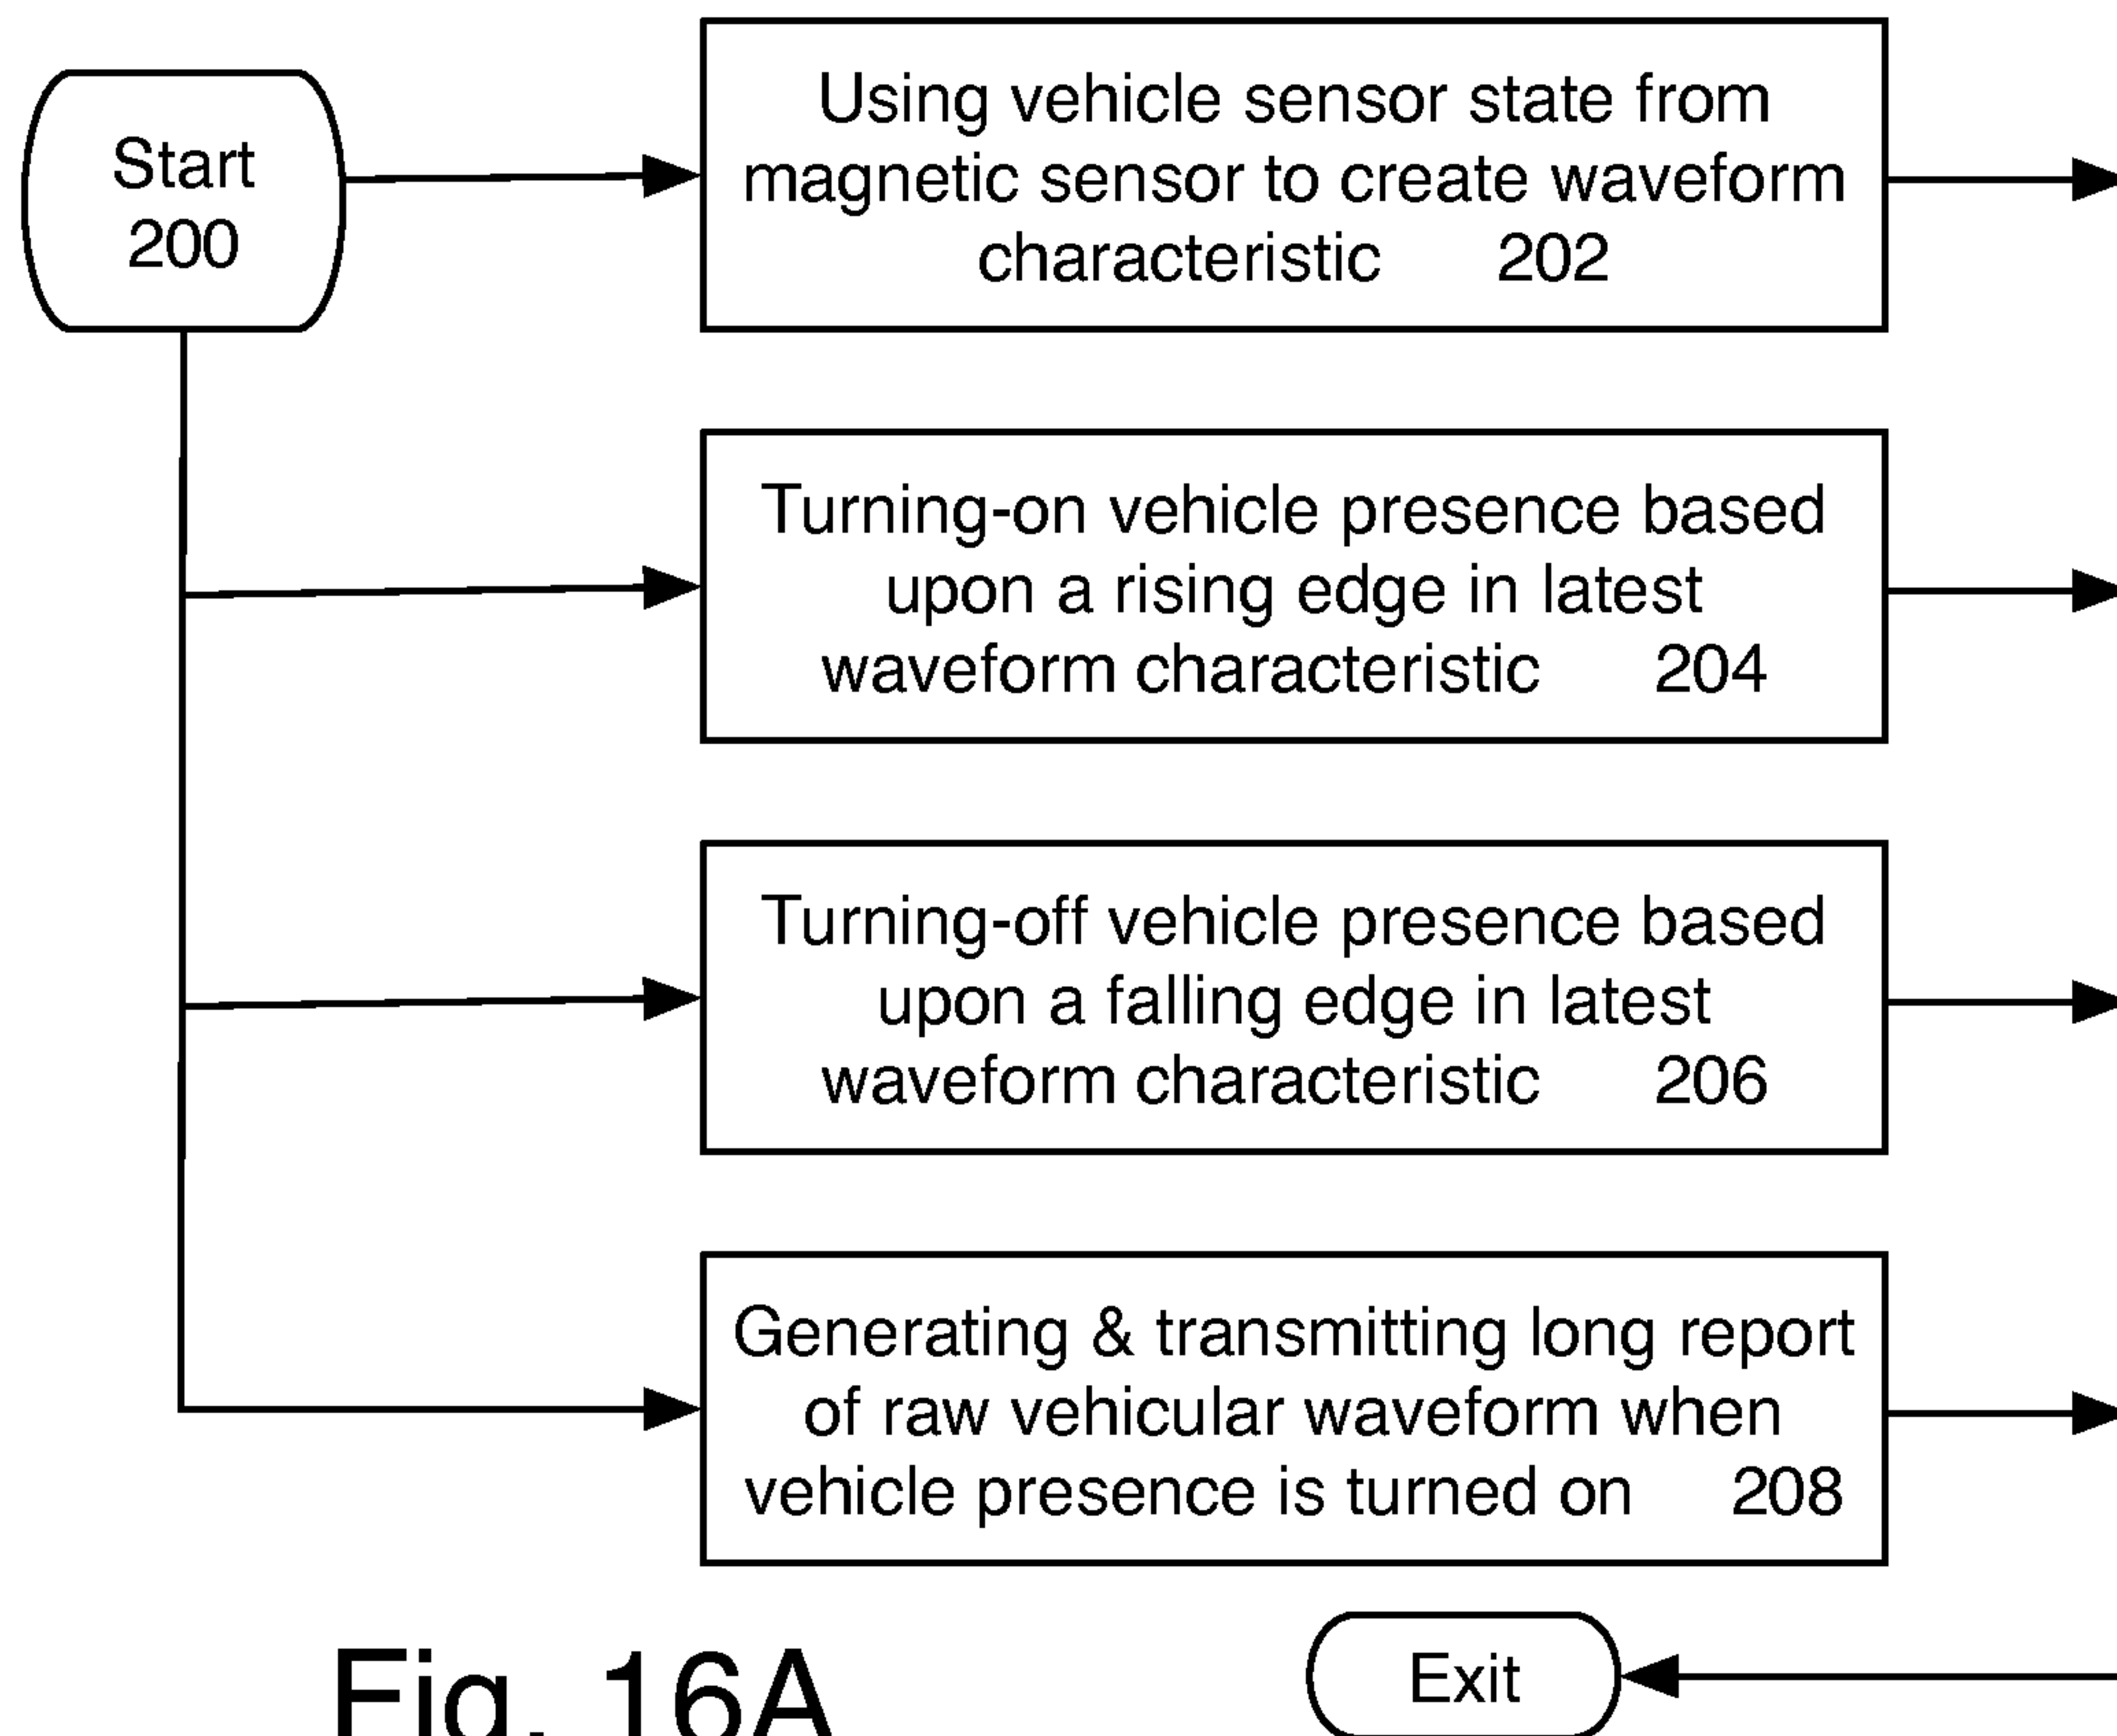 Start
200
Using vehicle sensor state from
magnetic sensor to create waveform
characteristic 202
Turning-on vehicle presence based
upon a rising edge in latest
waveform characteristic 204
Turning-off vehicle presence based
upon a falling edge in latest
waveform characteristic 206
Generating & transmitting long report
of raw vehicular waveform when
vehicle presence is turned on 208
Exit
Fig. 16A